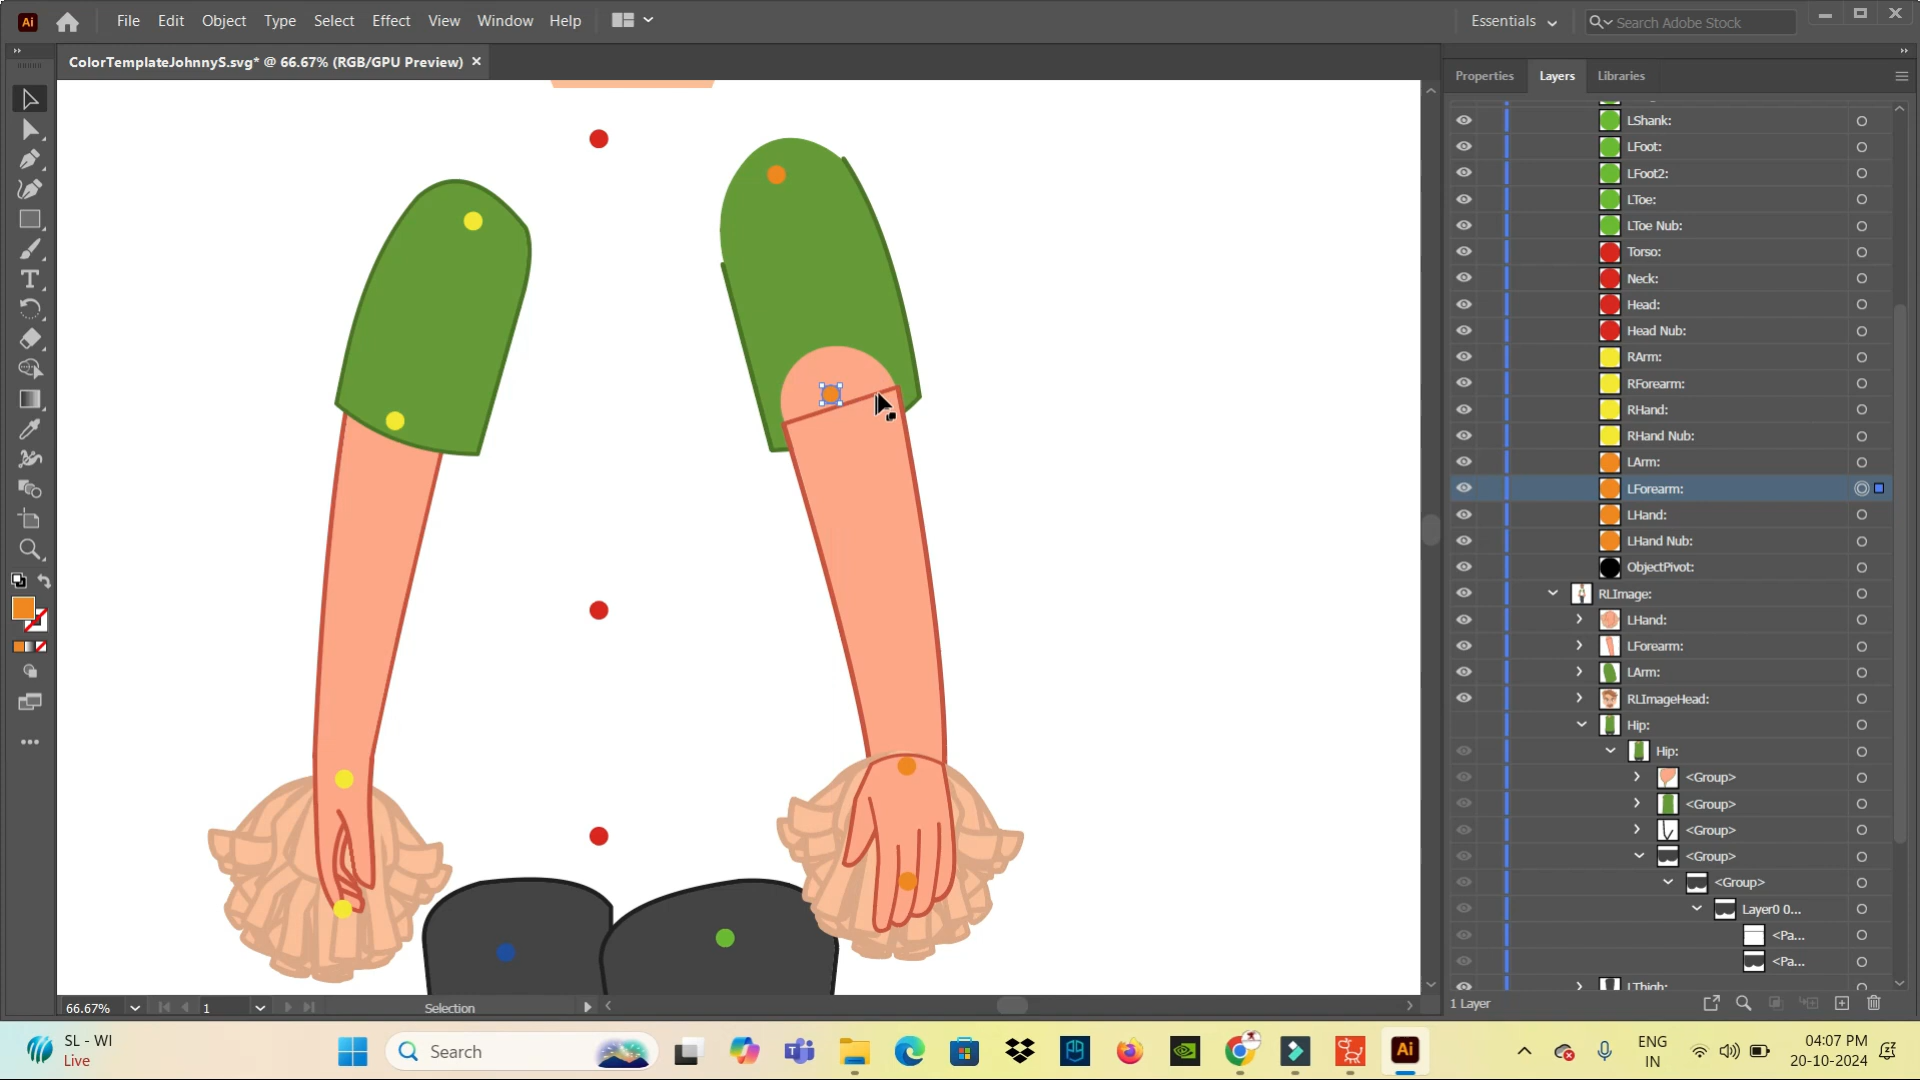 Ai File Edit Object Type Select Effect View Window Help Essentials Search Adobe Stock
ColorTemplateJohnnyS.svg* @ 66.67% (RGB/GPU Preview) ×
Properties Layers Libraries
LShank:
LFoot:
LFoot2:
LToe:
LToe Nub:
Torso:
Neck:
Head:
Head Nub:
RArm:
RForearm:
RHand:
RHand Nub:
LArm:
LForearm:
LHand:
LHand Nub:
ObjectPivot:
RLImage:
LHand:
LForearm:
LArm:
RLImageHead:
Hip:
Hip:
<Group>
<Group>
<Group>
<Group>
<Group>
Layer0 0...
<Pa...
<Pa...
LThigh:
66.67% 1 Selection
1 Layer
SL - WI
Live
Search
Ai
ENG
IN
04:07 PM
20-10-2024